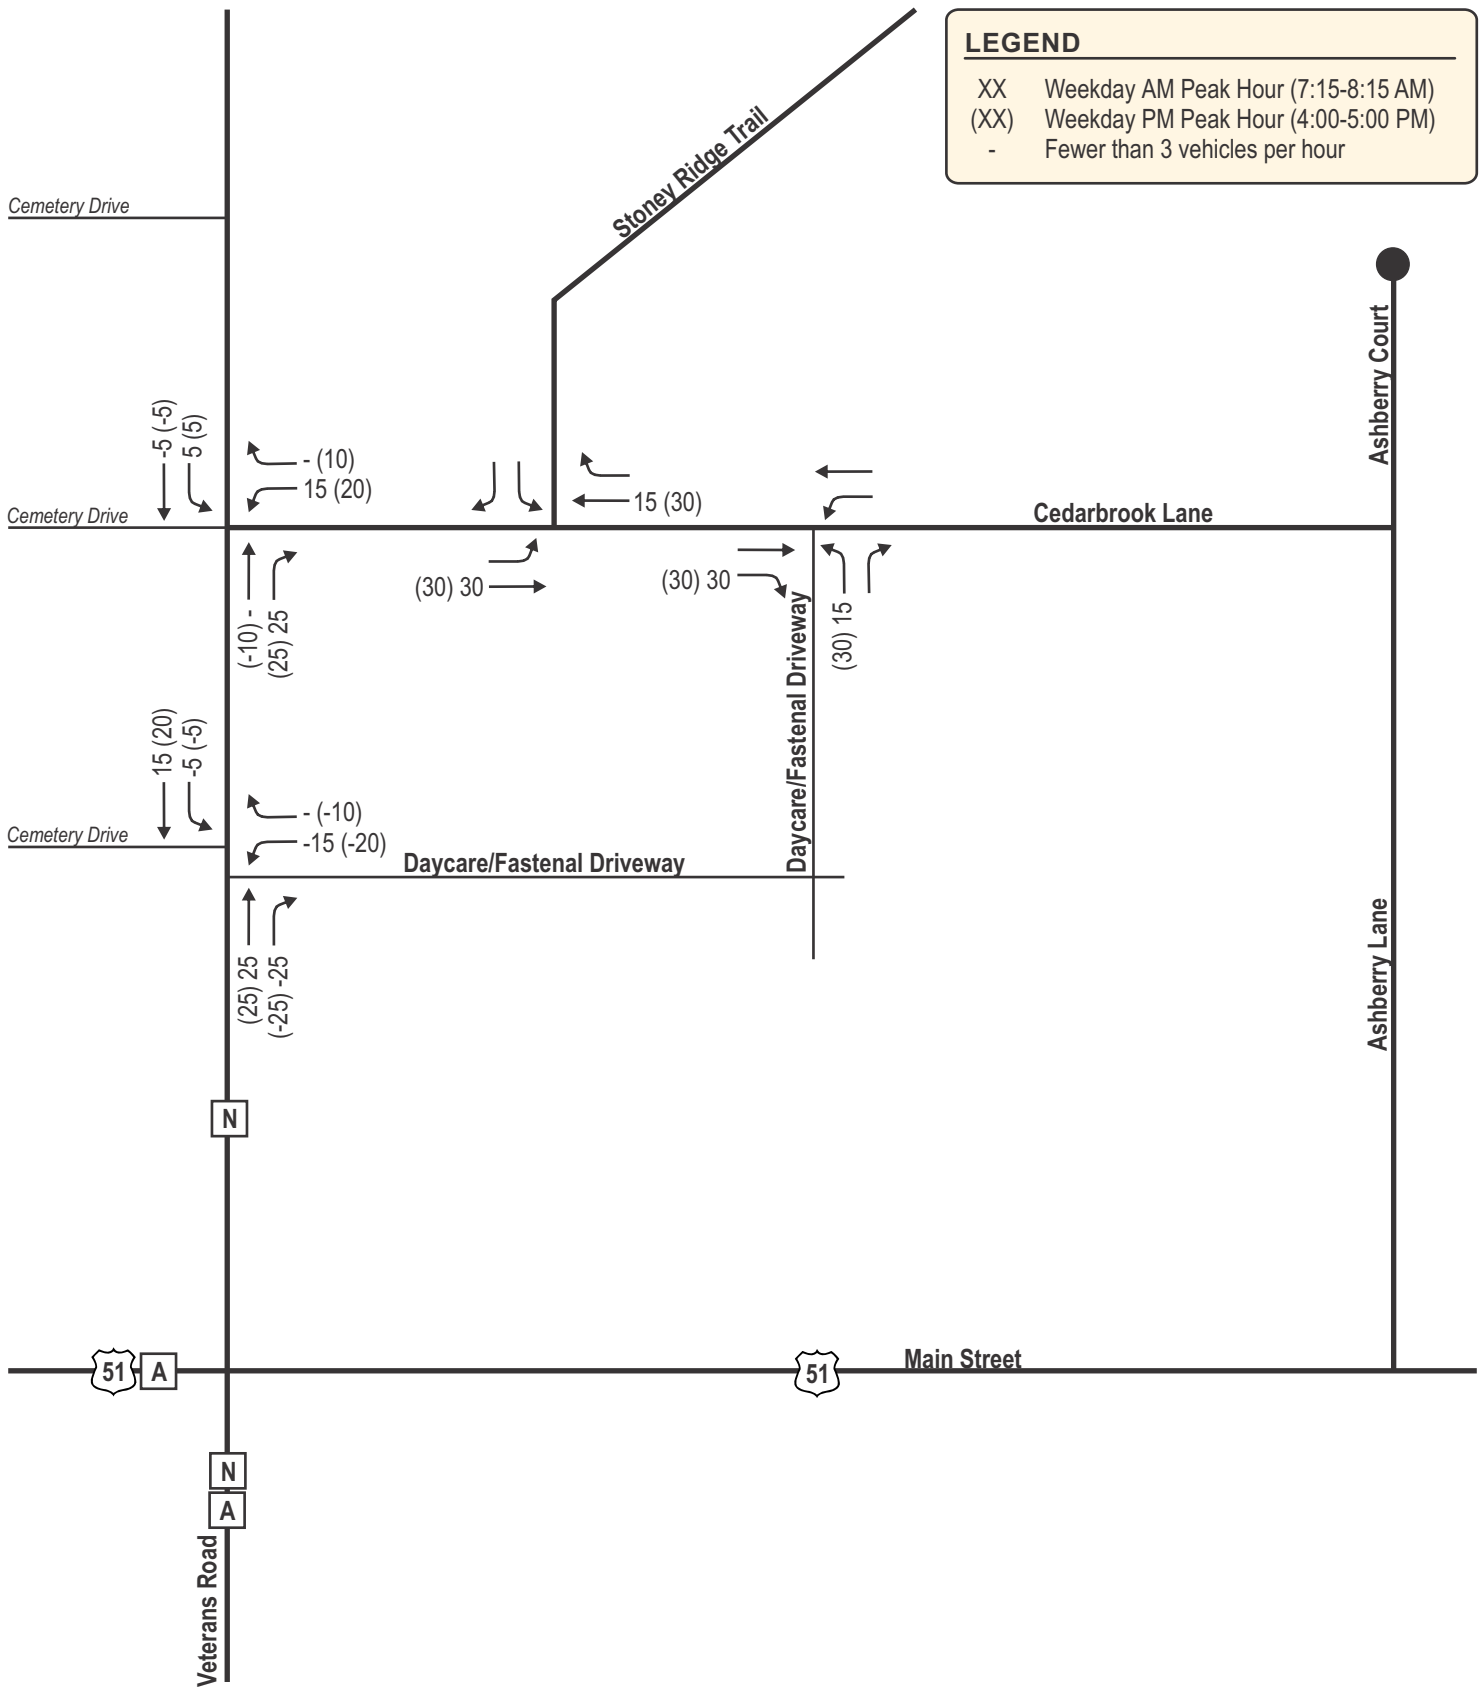 LEGEND
XX Weekday AM Peak Hour (7:15-8:15 AM)
(XX) Weekday PM Peak Hour (4:00-5:00 PM)
- Fewer than 3 vehicles per hour
Stoney Ridge Trail
Cemetery Drive
Ashberry Court
-5 (-5)
5 (5)
- (10)
15 (20)
15 (30)
Cemetery Drive
Cedarbrook Lane
(30) 30
(30) 30
(-10) -
(25) 25
(30) 15
Daycare/Fastenal Driveway
15 (20)
-5 (-5)
- (-10)
-15 (-20)
Cemetery Drive
Daycare/Fastenal Driveway
(25) 25
(-25) -25
Ashberry Lane
N
51
A
51
Main Street
N
A
Veterans Road